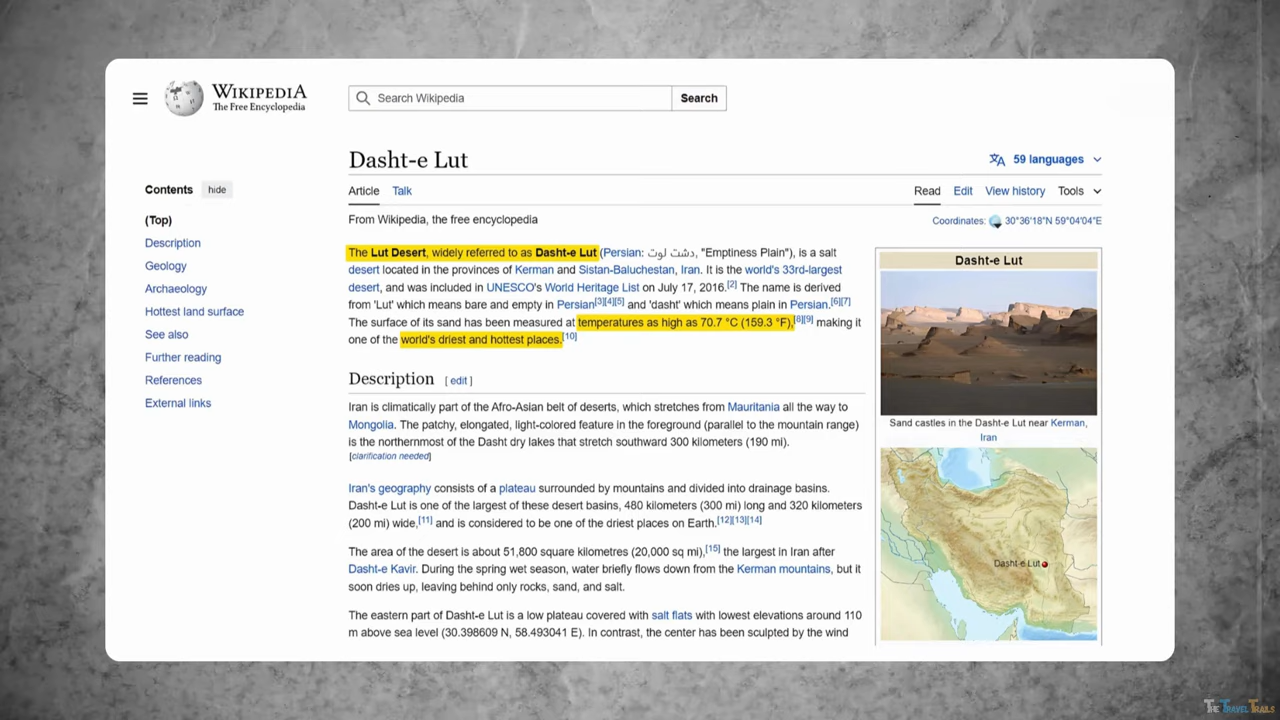 WIKIPEDIA
The Free Encyclopedia
Search Wikipedia
Search
Dasht-e Lut
59 languages
Contents hide
Article Talk
Read Edit View history Tools
(Top)
Description
Geology
Archaeology
Hottest land surface
See also
Further reading
References
External links
From Wikipedia, the free encyclopedia
Coordinates: 30°36′18″N 59°04′04″E
The Lut Desert, widely referred to as Dasht-e Lut (Persian: دشت لوت, "Emptiness Plain"), is a salt
desert located in the provinces of Kerman and Sistan-Baluchestan, Iran. It is the world's 33rd-largest
desert, and was included in UNESCO's World Heritage List on July 17, 2016.[2] The name is derived
from 'Lut' which means bare and empty in Persian[3][4][5] and 'dasht' which means plain in Persian.[6][7]
The surface of its sand has been measured at temperatures as high as 70.7 °C (159.3 °F),[8][9] making it
one of the world's driest and hottest places.[10]
Description [ edit ]
Iran is climatically part of the Afro-Asian belt of deserts, which stretches from Mauritania all the way to
Mongolia. The patchy, elongated, light-colored feature in the foreground (parallel to the mountain range)
is the northernmost of the Dasht dry lakes that stretch southward 300 kilometers (190 mi).
[clarification needed]
Iran's geography consists of a plateau surrounded by mountains and divided into drainage basins.
Dasht-e Lut is one of the largest of these desert basins, 480 kilometers (300 mi) long and 320 kilometers
(200 mi) wide,[11] and is considered to be one of the driest places on Earth.[12][13][14]
The area of the desert is about 51,800 square kilometres (20,000 sq mi),[15] the largest in Iran after
Dasht-e Kavir. During the spring wet season, water briefly flows down from the Kerman mountains, but it
soon dries up, leaving behind only rocks, sand, and salt.
The eastern part of Dasht-e Lut is a low plateau covered with salt flats with lowest elevations around 110
m above sea level (30.398609 N, 58.493041 E). In contrast, the center has been sculpted by the wind
Dasht-e Lut
Sand castles in the Dasht-e Lut near Kerman,
Iran
Dasht-e Lut
THE TRAVEL TRAILS